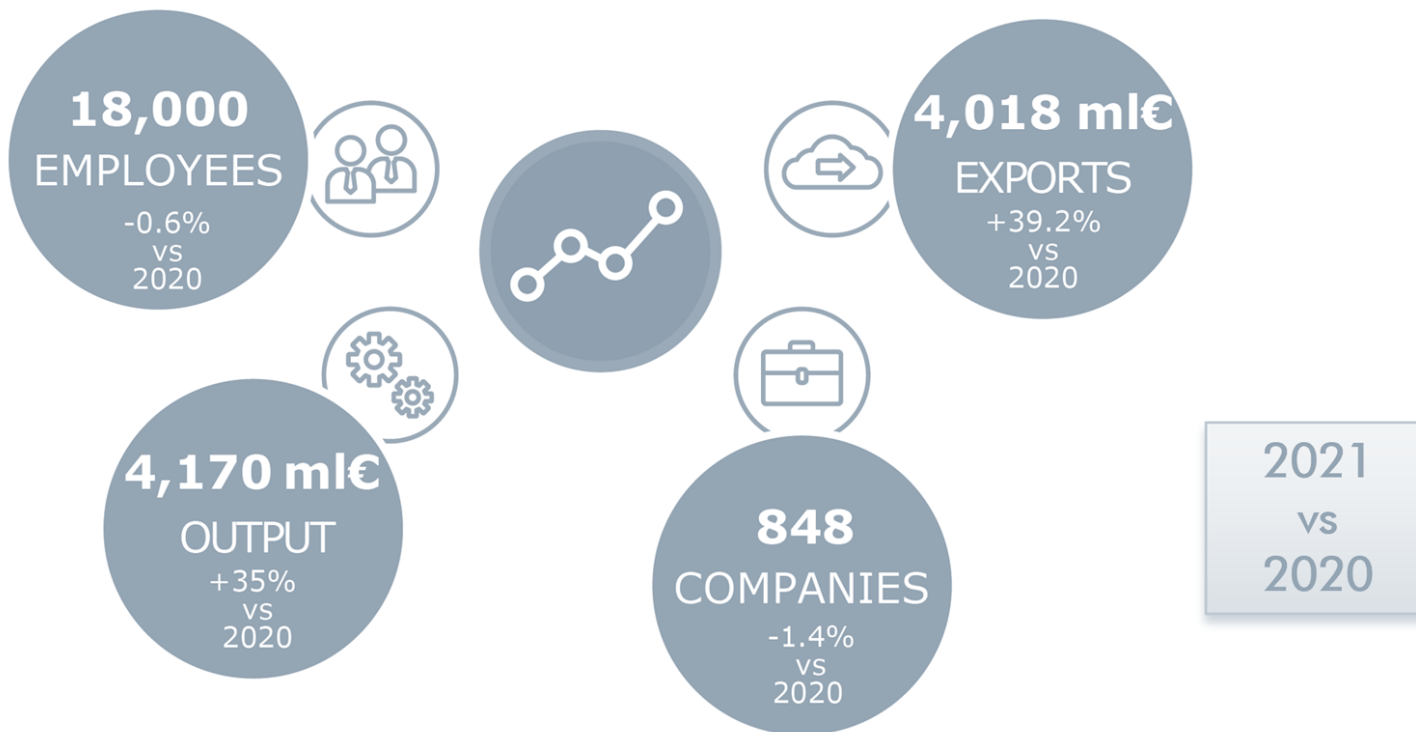 18,000
EMPLOYEES
-0.6%
vs
2020
4,018 ml€
EXPORTS
+39.2%
vs
2020
4,170 ml€
OUTPUT
+35%
vs
2020
848
COMPANIES
-1.4%
vs
2020
2021
vs
2020